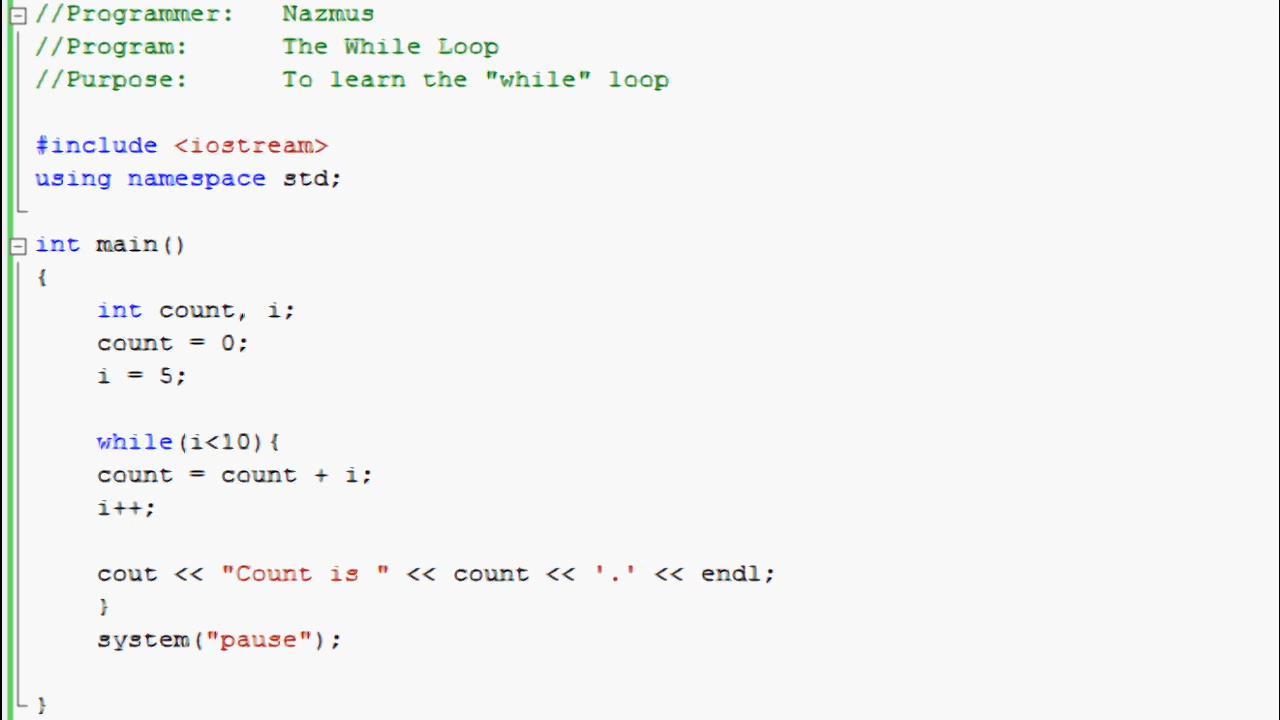 //Programmer:   Nazmus
//Program:      The While Loop
//Purpose:      To learn the "while" loop
#include <iostream>
using namespace std;
int main()
{
    int count, i;
    count = 0;
    i = 5;
    while(i<10){
    count = count + i;
    i++;
    cout << "Count is " << count << '.' << endl;
    }
    system("pause");
}